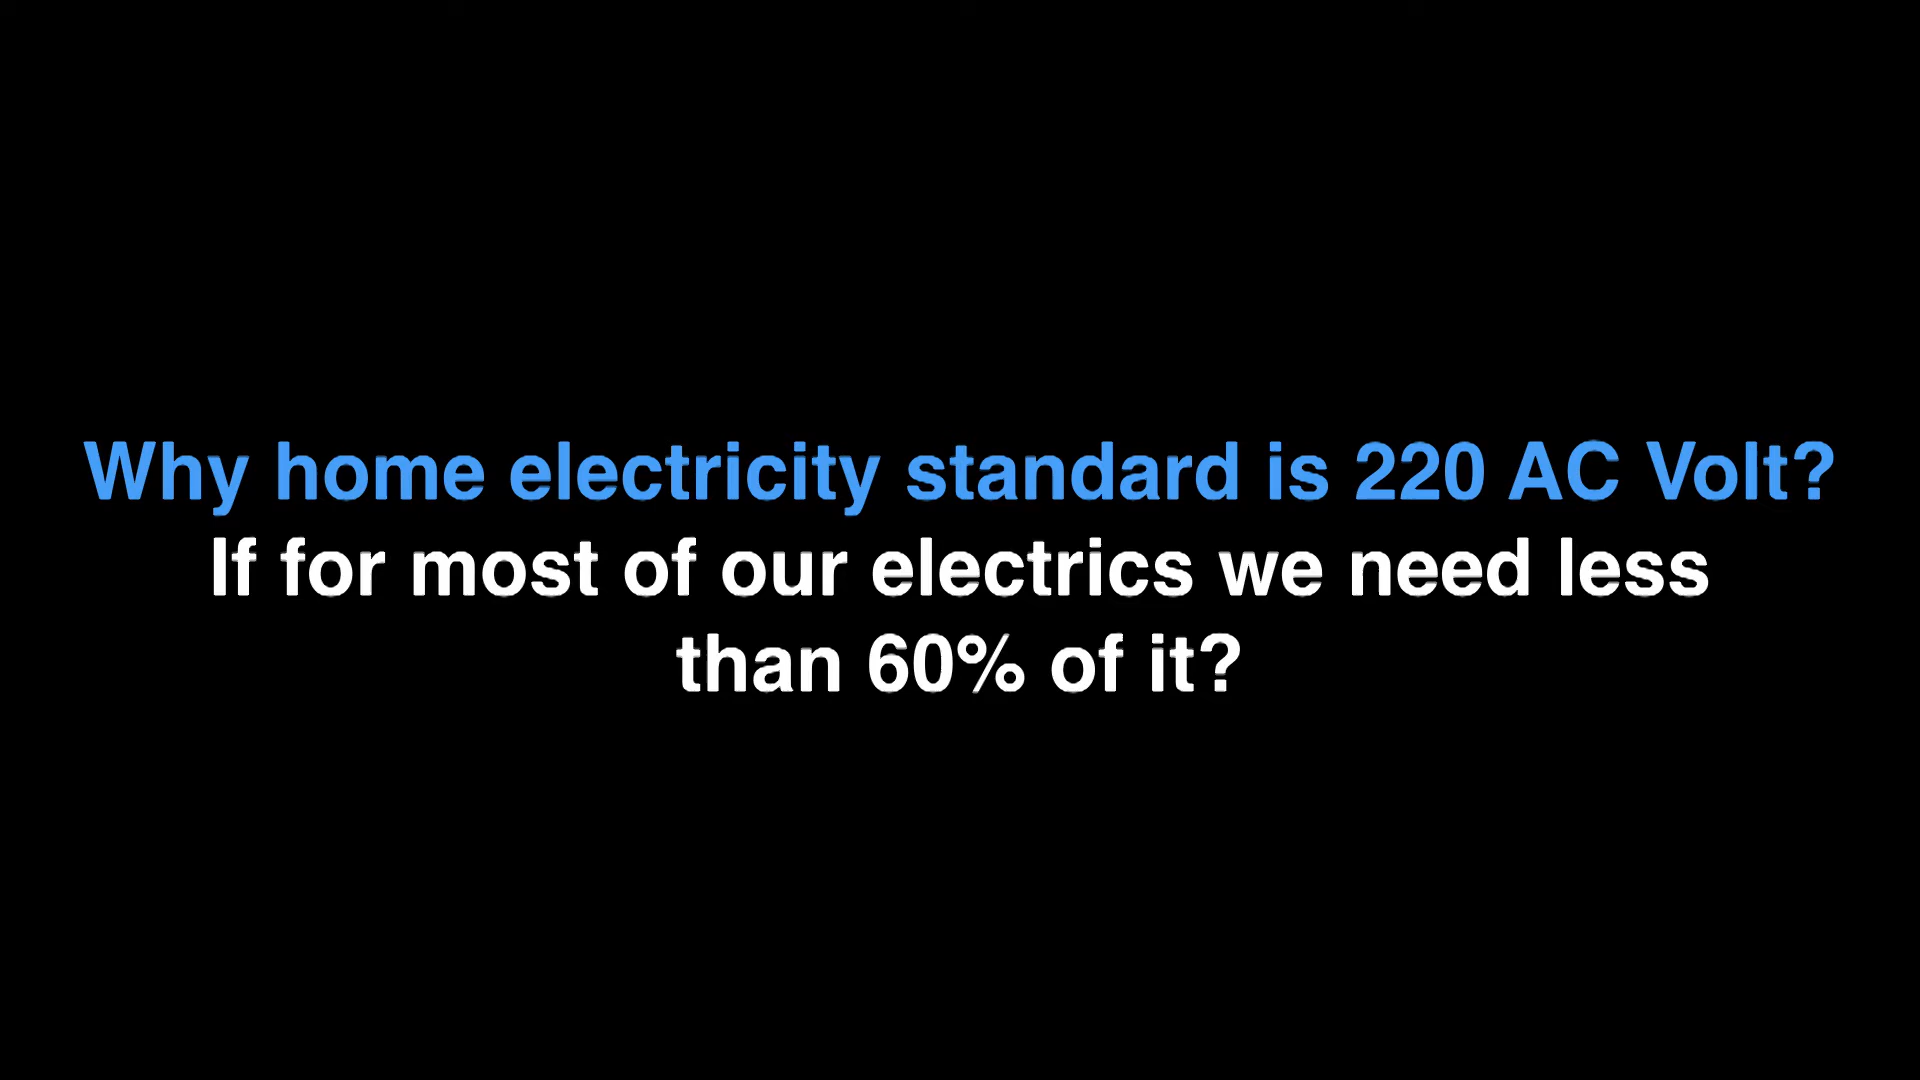 Why home electricity standard is 220 AC Volt?
If for most of our electrics we need less
than 60% of it?